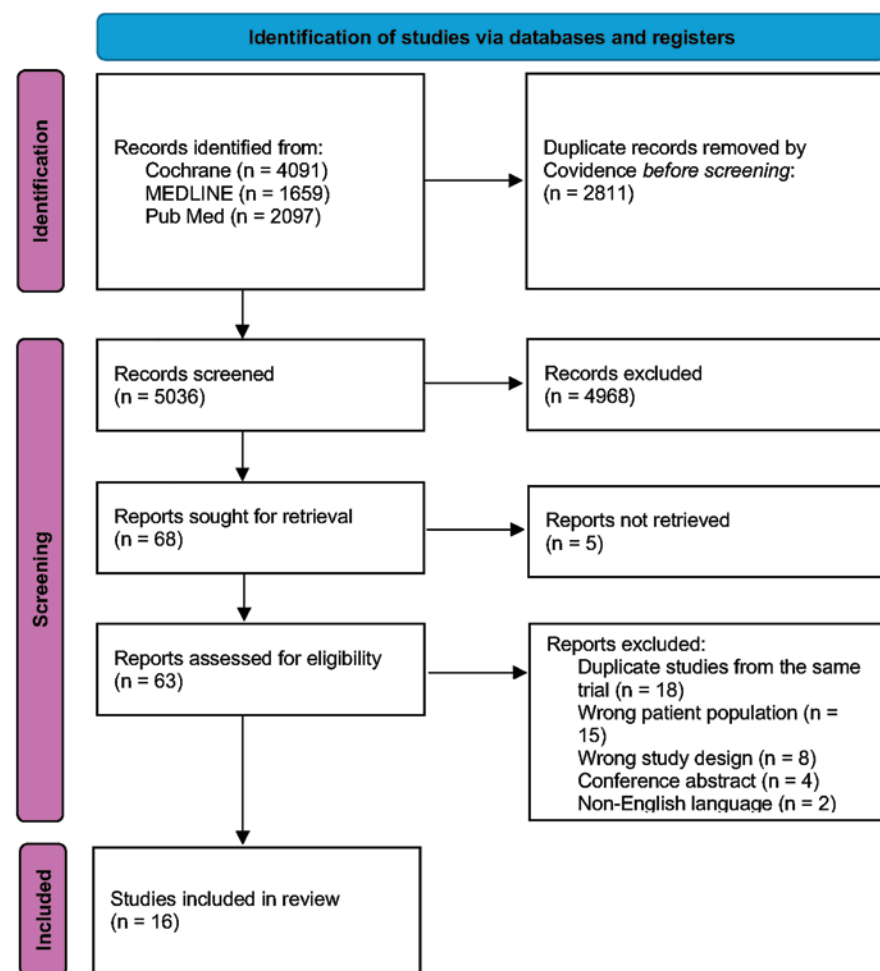 Identification of studies via databases and registers
Identification
Records identified from:
Cochrane (n = 4091)
MEDLINE (n = 1659)
Pub Med (n = 2097)
Duplicate records removed by
Covidence before screening:
(n = 2811)
Screening
Records screened
(n = 5036)
Records excluded
(n = 4968)
Reports sought for retrieval
(n = 68)
Reports not retrieved
(n = 5)
Reports assessed for eligibility
(n = 63)
Reports excluded:
Duplicate studies from the same
trial (n = 18)
Wrong patient population (n =
15)
Wrong study design (n = 8)
Conference abstract (n = 4)
Non-English language (n = 2)
Included
Studies included in review
(n = 16)